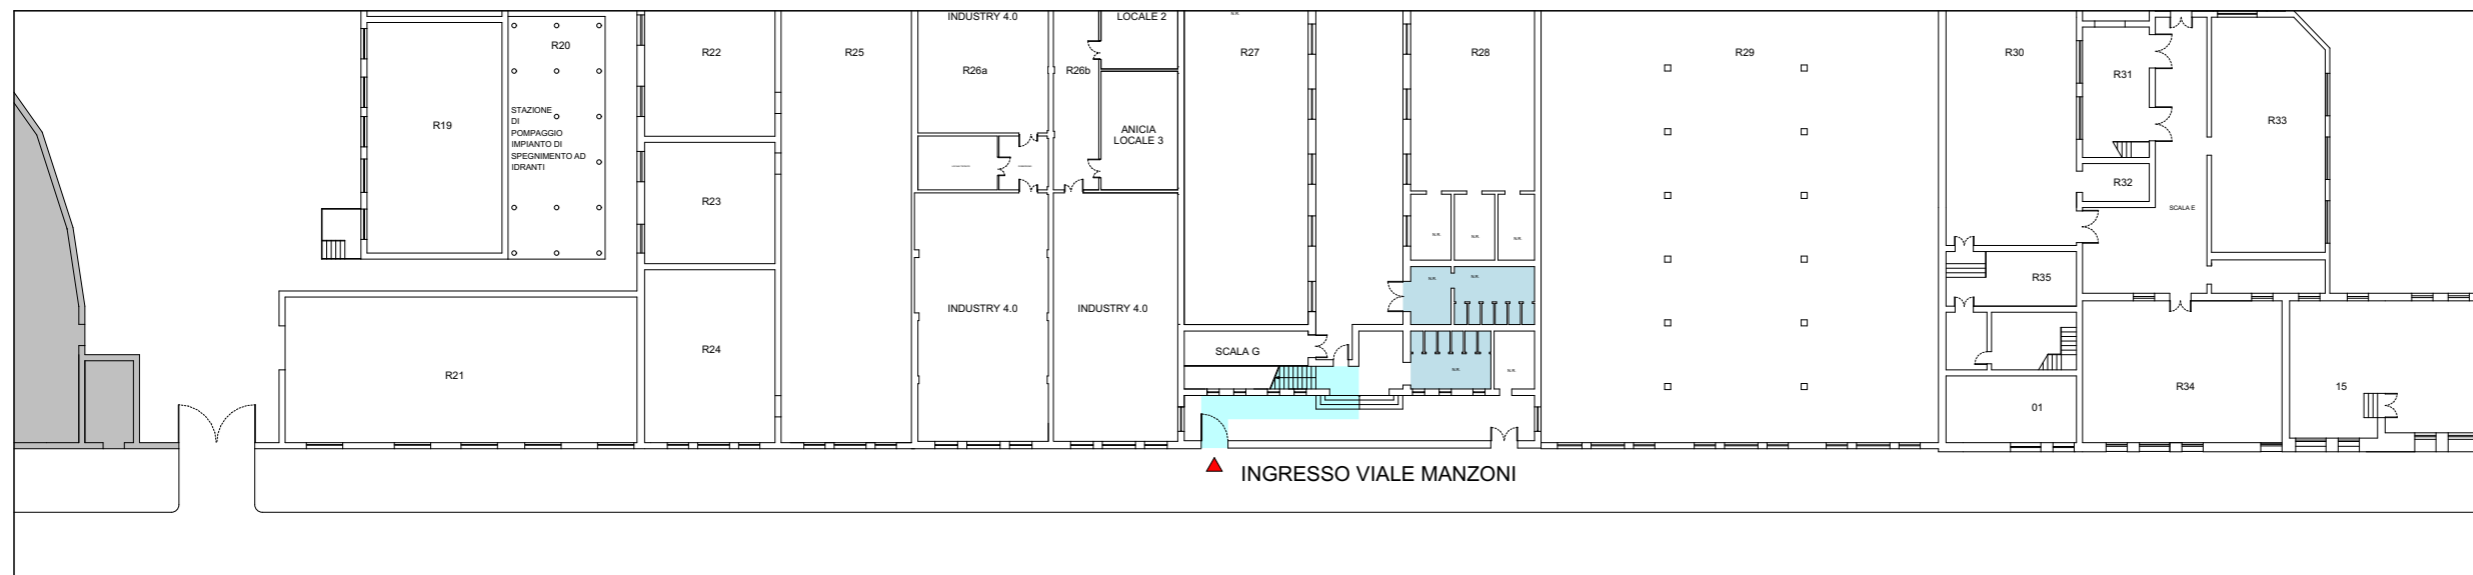 INDUSTRY 4.0
LOCALE 2
N.R.
R20
R22
R25
R27
R28
R29
R30
R26a
R26b
R31
STAZIONE
DI
POMPAGGIO
IMPIANTO DI
SPEGNIMENTO AD
IDRANTI
R19
ANICIA
LOCALE 3
R33
R32
R23
SCALA E
N.R.
N.R.
N.R.
N.R.
N.R.
R35
INDUSTRY 4.0
INDUSTRY 4.0
R24
SCALA G
R21
N.R.
N.R.
R34
15
01
INGRESSO VIALE MANZONI